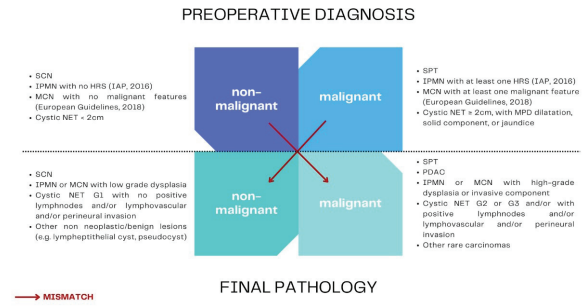 PREOPERATIVE DIAGNOSIS
• SCN
• IPMN with no HRS (IAP, 2016)
• MCN with no malignant features
(European Guidelines, 2018)
• Cystic NET < 2cm
non-
malignant
malignant
• SPT
• IPMN with at least one HRS (IAP, 2016)
• MCN with at least one malignant feature
(European Guidelines, 2018)
• Cystic NET ≥ 2cm, with MPD dilatation,
solid component, or jaundice
• SCN
• IPMN or MCN with low grade dysplasia
• Cystic NET G1 with no positive
lymphnodes and/or lymphovascular
and/or perineural invasion
• Other non neoplastic/benign lesions
(e.g. lympheptithelial cyst, pseudocyst)
non-
malignant
malignant
• SPT
• PDAC
• IPMN or MCN with high-grade
dysplasia or invasive component
• Cystic NET G2 or G3 and/or with
positive lymphnodes and/or
lymphovascular and/or perineural
invasion
• Other rare carcinomas
FINAL PATHOLOGY
MISMATCH